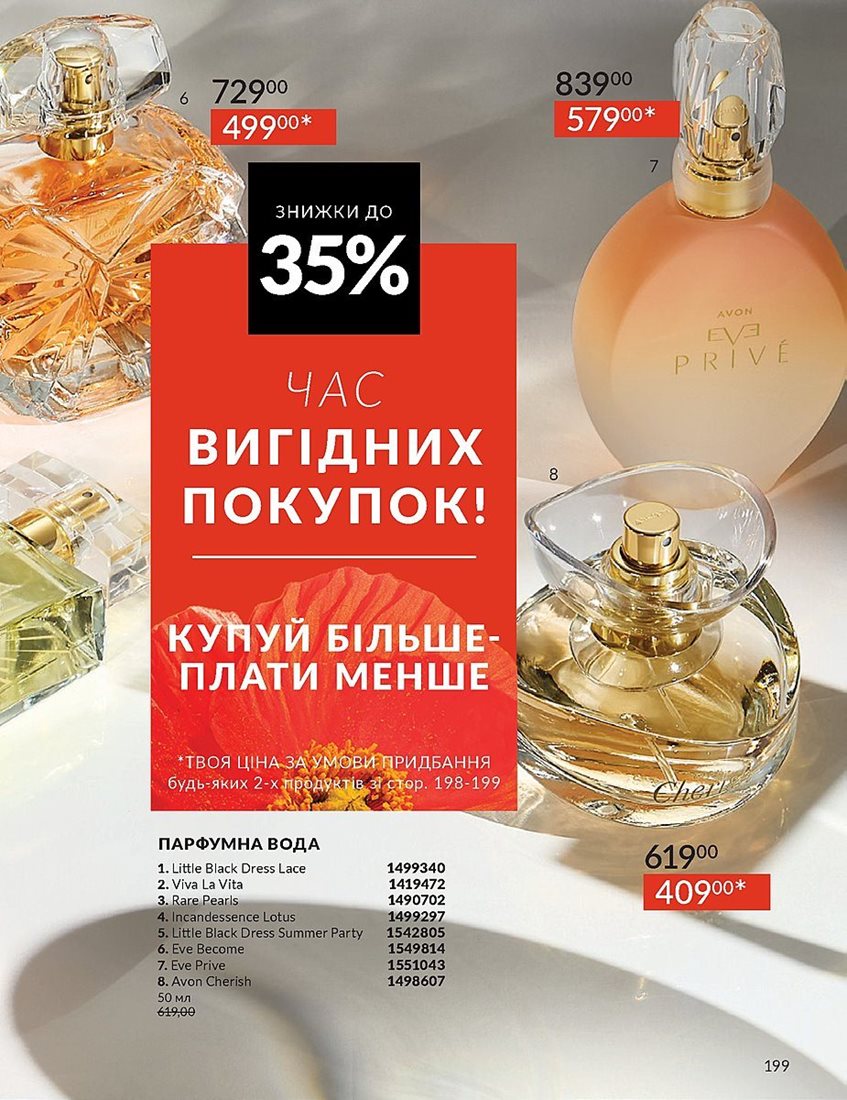 6
729⁰⁰
499⁰⁰*
839⁰⁰
579⁰⁰*
7
ЗНИЖКИ ДО
35%
ЧАС
ВИГІДНИХ
ПОКУПОК!
КУПУЙ БІЛЬШЕ-
ПЛАТИ МЕНШЕ
*ТВОЯ ЦІНА ЗА УМОВИ ПРИДБАННЯ
будь-яких 2-х продуктів зі стор. 198-199
AVON
EVE
PRIVÉ
8
619⁰⁰
409⁰⁰*
ПАРФУМНА ВОДА
1. Little Black Dress Lace 1499340
2. Viva La Vita 1419472
3. Rare Pearls 1490702
4. Incandessence Lotus 1499297
5. Little Black Dress Summer Party 1542805
6. Eve Become 1549814
7. Eve Prive 1551043
8. Avon Cherish 1498607
50 мл
619,00
199